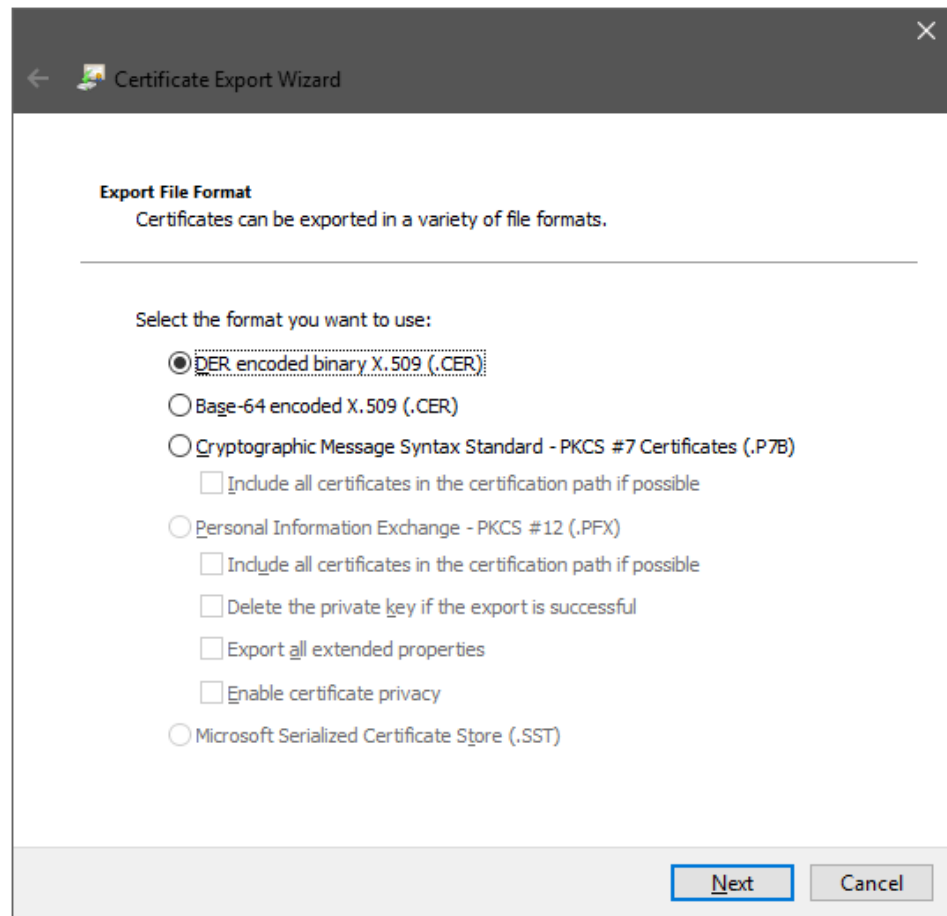 Certificate Export Wizard
Export File Format
Certificates can be exported in a variety of file formats.
Select the format you want to use:
DER encoded binary X.509 (.CER)
Base-64 encoded X.509 (.CER)
Cryptographic Message Syntax Standard - PKCS #7 Certificates (.P7B)
Include all certificates in the certification path if possible
Personal Information Exchange - PKCS #12 (.PFX)
Include all certificates in the certification path if possible
Delete the private key if the export is successful
Export all extended properties
Enable certificate privacy
Microsoft Serialized Certificate Store (.SST)
Next Cancel